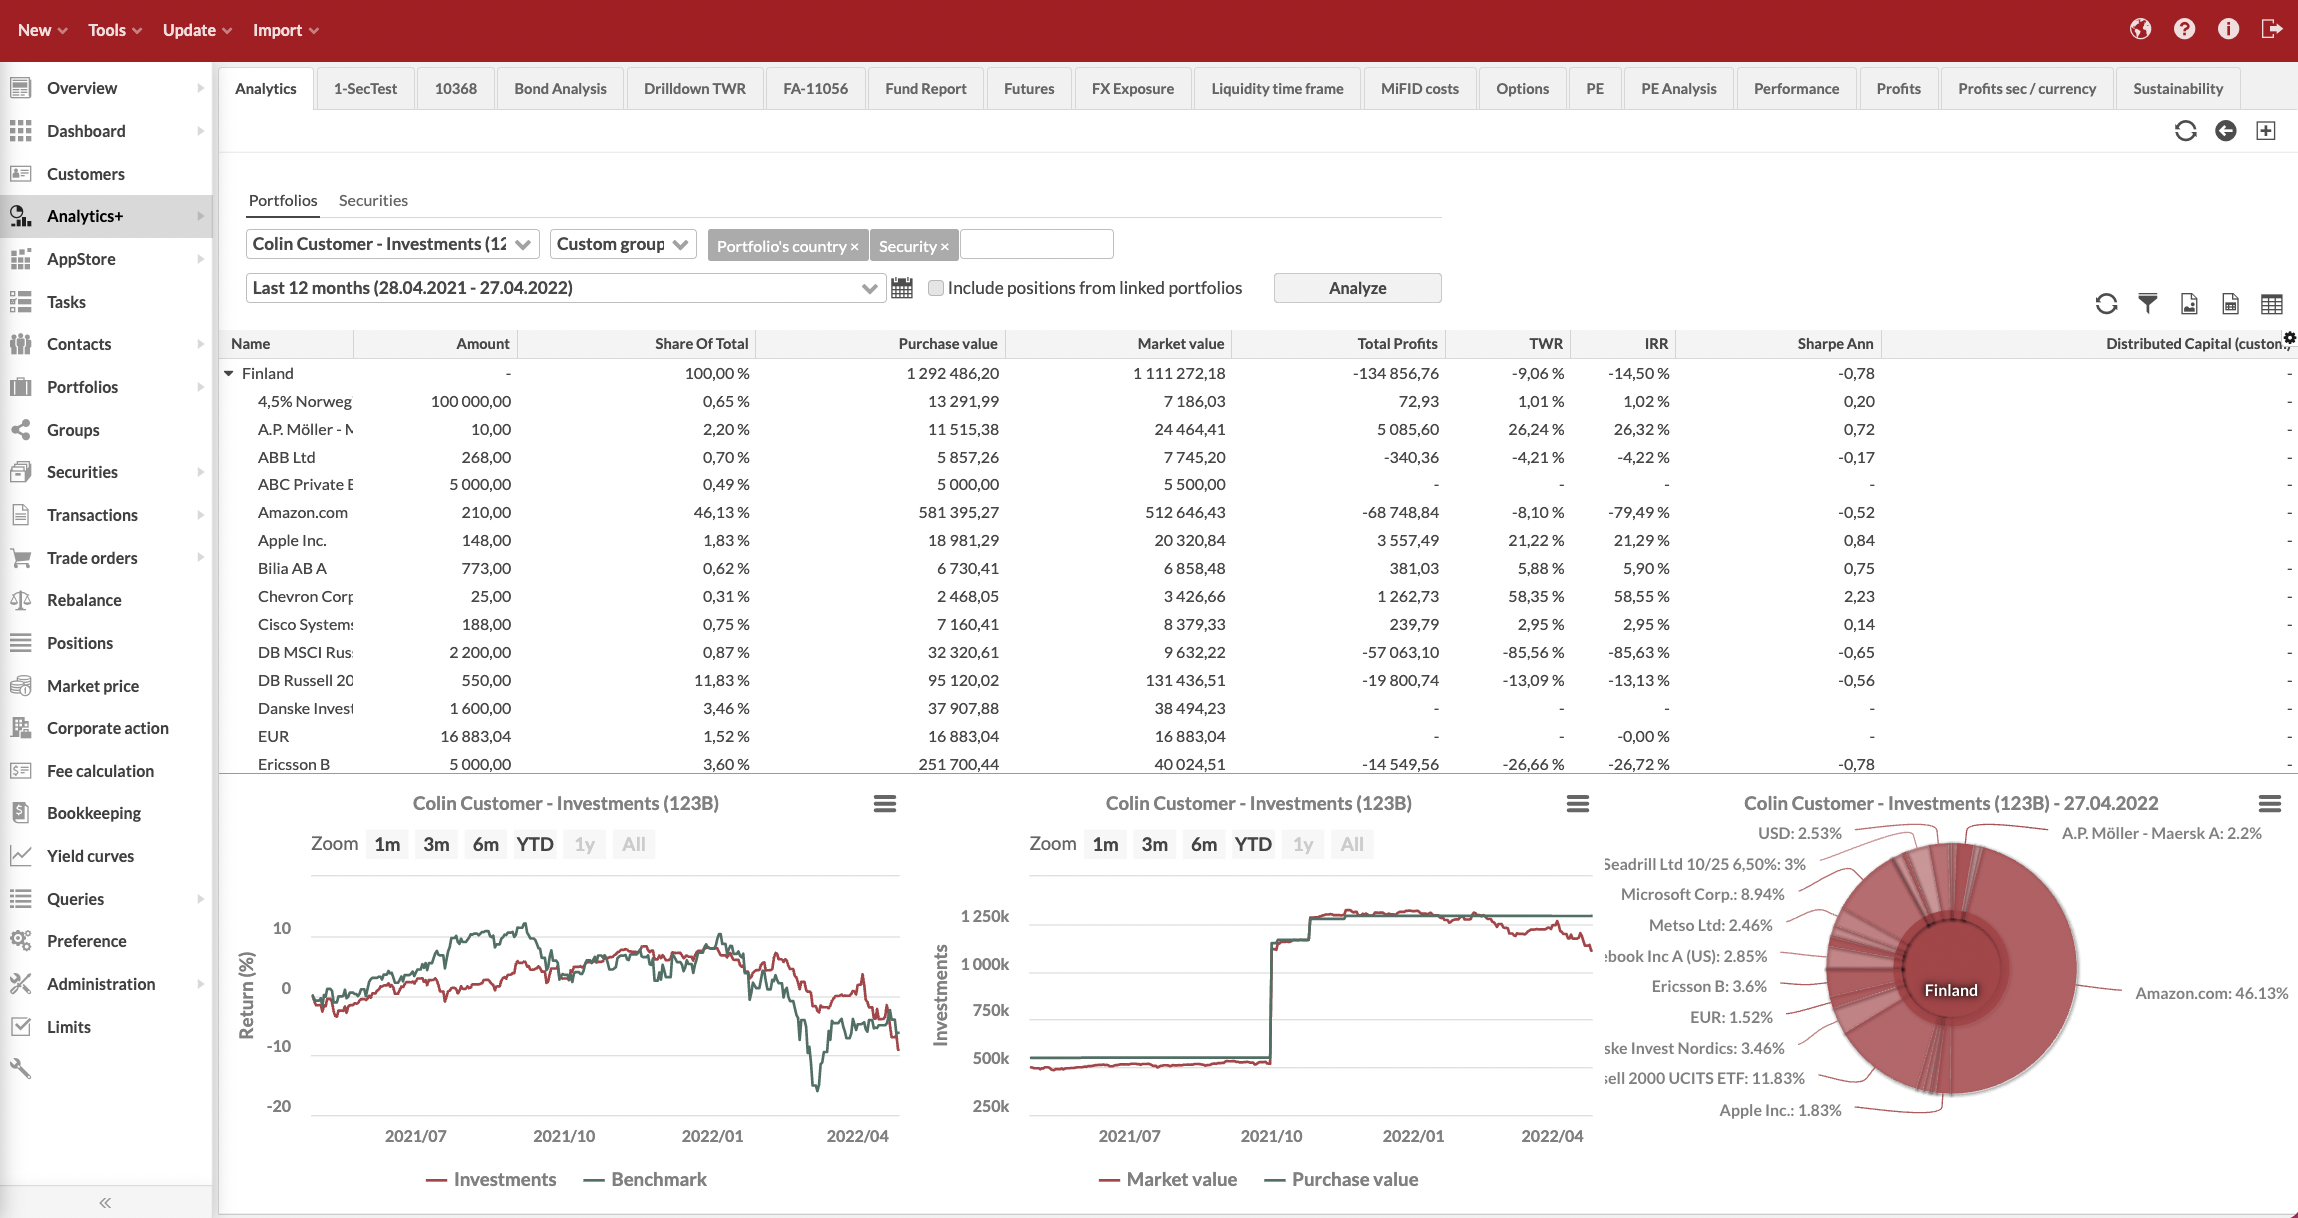 New Tools Update Import
Overview
Dashboard
Customers
Analytics+
AppStore
Tasks
Contacts
Portfolios
Groups
Securities
Transactions
Trade orders
Rebalance
Positions
Market price
Corporate action
Fee calculation
Bookkeeping
Yield curves
Queries
Preference
Administration
Limits
Analytics 1-SecTest 10368 Bond Analysis Drilldown TWR FA-11056 Fund Report Futures FX Exposure Liquidity time frame MiFID costs Options PE PE Analysis Performance Profits Profits sec / currency Sustainability
Portfolios Securities
Colin Customer - Investments (12 Custom group Portfolio's country × Security ×
Last 12 months (28.04.2021 - 27.04.2022) Include positions from linked portfolios Analyze
Name Amount Share Of Total Purchase value Market value Total Profits TWR IRR Sharpe Ann Distributed Capital (custom)
Finland - 100,00 % 1 292 486,20 1 111 272,18 -134 856,76 -9,06 % -14,50 % -0,78 -
4,5% Norweg 100 000,00 0,65 % 13 291,99 7 186,03 72,93 1,01 % 1,02 % 0,20 -
A.P. Möller - M 10,00 2,20 % 11 515,38 24 464,41 5 085,60 26,24 % 26,32 % 0,72 -
ABB Ltd 268,00 0,70 % 5 857,26 7 745,20 -340,36 -4,21 % -4,22 % -0,17 -
ABC Private E 5 000,00 0,49 % 5 000,00 5 500,00 - - - - -
Amazon.com 210,00 46,13 % 581 395,27 512 646,43 -68 748,84 -8,10 % -79,49 % -0,52 -
Apple Inc. 148,00 1,83 % 18 981,29 20 320,84 3 557,49 21,22 % 21,29 % 0,84 -
Bilia AB A 773,00 0,62 % 6 730,41 6 858,48 381,03 5,88 % 5,90 % 0,75 -
Chevron Corp 25,00 0,31 % 2 468,05 3 426,66 1 262,73 58,35 % 58,55 % 2,23 -
Cisco Systems 188,00 0,75 % 7 160,41 8 379,33 239,79 2,95 % 2,95 % 0,14 -
DB MSCI Rus 2 200,00 0,87 % 32 320,61 9 632,22 -57 063,10 -85,56 % -85,63 % -0,65 -
DB Russell 20 550,00 11,83 % 95 120,02 131 436,51 -19 800,74 -13,09 % -13,13 % -0,56 -
Danske Invest 1 600,00 3,46 % 37 907,88 38 494,23 - - - - -
EUR 16 883,04 1,52 % 16 883,04 16 883,04 - - -0,00 % - -
Ericsson B 5 000,00 3,60 % 251 700,44 40 024,51 -14 549,56 -26,66 % -26,72 % -0,78 -
Colin Customer - Investments (123B)
Zoom 1m 3m 6m YTD 1y All
Return (%)
10
0
-10
-20
2021/07 2021/10 2022/01 2022/04
Investments Benchmark
Colin Customer - Investments (123B)
Zoom 1m 3m 6m YTD 1y All
Investments
1 250k
1 000k
750k
500k
250k
2021/07 2021/10 2022/01 2022/04
Market value Purchase value
Colin Customer - Investments (123B) - 27.04.2022
USD: 2.53% A.P. Möller - Maersk A: 2.2%
Seadrill Ltd 10/25 6,50%: 3%
Microsoft Corp.: 8.94%
Metso Ltd: 2.46%
ebook Inc A (US): 2.85%
Ericsson B: 3.6% Finland Amazon.com: 46.13%
EUR: 1.52%
ske Invest Nordics: 3.46%
sell 2000 UCITS ETF: 11.83%
Apple Inc.: 1.83%